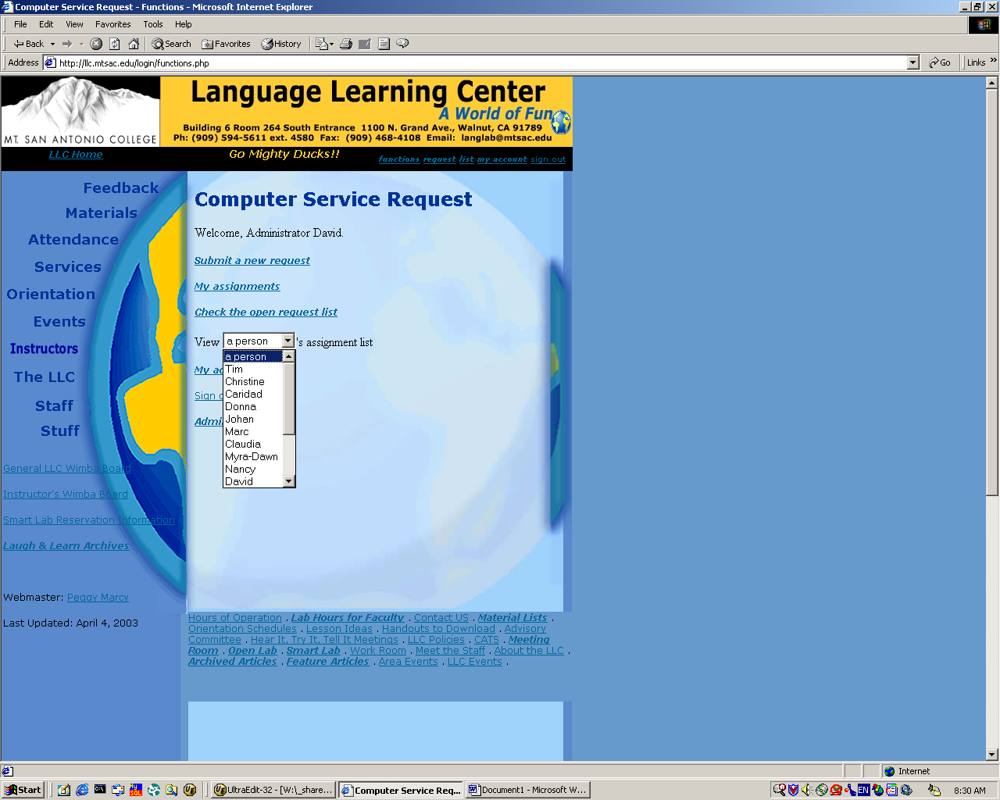 Computer Service Request - Functions - Microsoft Internet Explorer
File Edit View Favorites Tools Help
Back Search Favorites History
Address http://llc.mtsac.edu/login/functions.php Go Links »
MT. SAN ANTONIO COLLEGE
Language Learning Center
A World of Fun
Building 6 Room 264 South Entrance 1100 N. Grand Ave., Walnut, CA 91789
Ph: (909) 594-5611 ext. 4580 Fax: (909) 468-4108 Email: langlab@mtsac.edu
LLC Home Go Mighty Ducks!! functions request list my account sign out
Feedback
Materials
Attendance
Services
Orientation
Events
Instructors
The LLC
Staff
Stuff
General LLC Wimba Board
Instructor's Wimba Board
Smart Lab Reservation Information
Laugh & Learn Archives
Webmaster: Peggy Marcy
Last Updated: April 4, 2003
Computer Service Request
Welcome, Administrator David.
Submit a new request
My assignments
Check the open request list
View a person 's assignment list
a person
Tim
Christine
Caridad
Donna
Johan
Marc
Claudia
Myra-Dawn
Nancy
David
My
Sign
Hours of Operation . Lab Hours for Faculty . Contact US . Material Lists .
Orientation Schedules . Lesson Ideas . Handouts to Download . Advisory
Committee . Hear It, Try It, Tell It Meetings . LLC Policies . CATS . Meeting
Room . Open Lab . Smart Lab . Work Room . Meet the Staff . About the LLC .
Archived Articles . Feature Articles . Area Events . LLC Events .
Internet
Start UltraEdit-32 - [W:\_share... Computer Service Req... Document1 - Microsoft W... EN 8:30 AM